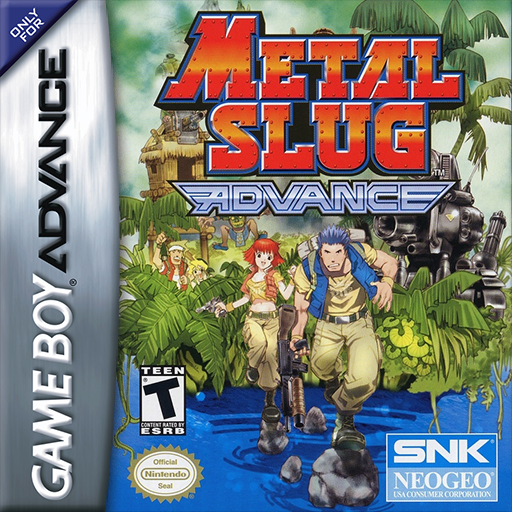 ONLY
FOR
GAME BOY ADVANCE
METAL
SLUG
TM
ADVANCE
TEEN
T
CONTENT RATED BY
ESRB
Official
Nintendo
Seal
SNK
NEOGEO
USA CONSUMER CORPORATION